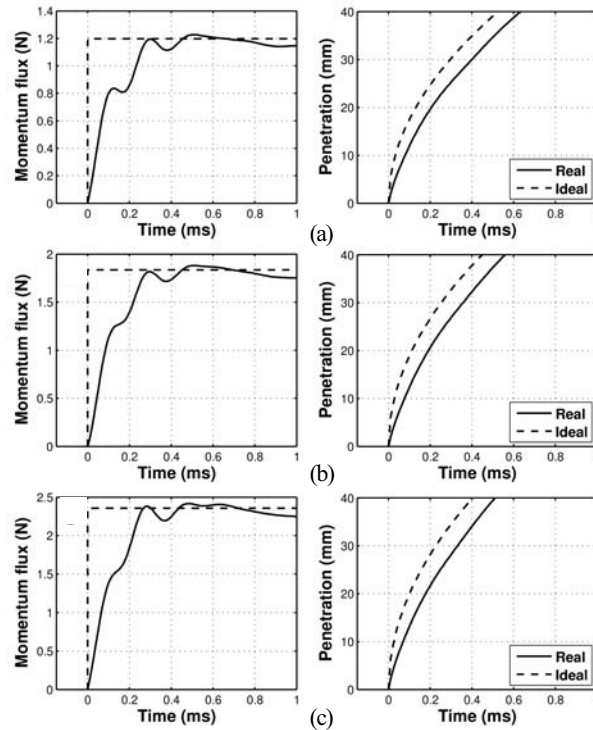 Momentum flux (N)
1.4
1.2
1
0.8
0.6
0.4
0.2
0
0 0.2 0.4 0.6 0.8 1
Time (ms)
Penetration (mm)
40
30
20
10
0
0.2 0.4 0.6 0.8
0
Real
Ideal
Time (ms)
(a)
Momentum flux (N)
2
1.5
1
0.5
0
0 0.2 0.4 0.6 0.8 1
Time (ms)
Penetration (mm)
40
30
20
10
0
0 0.2 0.4 0.6 0.8
Real
Ideal
Time (ms)
(b)
Momentum flux (N)
2.5
2
1.5
1
0.5
0
0 0.2 0.4 0.6 0.8 1
Time (ms)
Penetration (mm)
40
30
20
10
0
0 0.2 0.4 0.6 0.8
Real
Ideal
Time (ms)
(c)